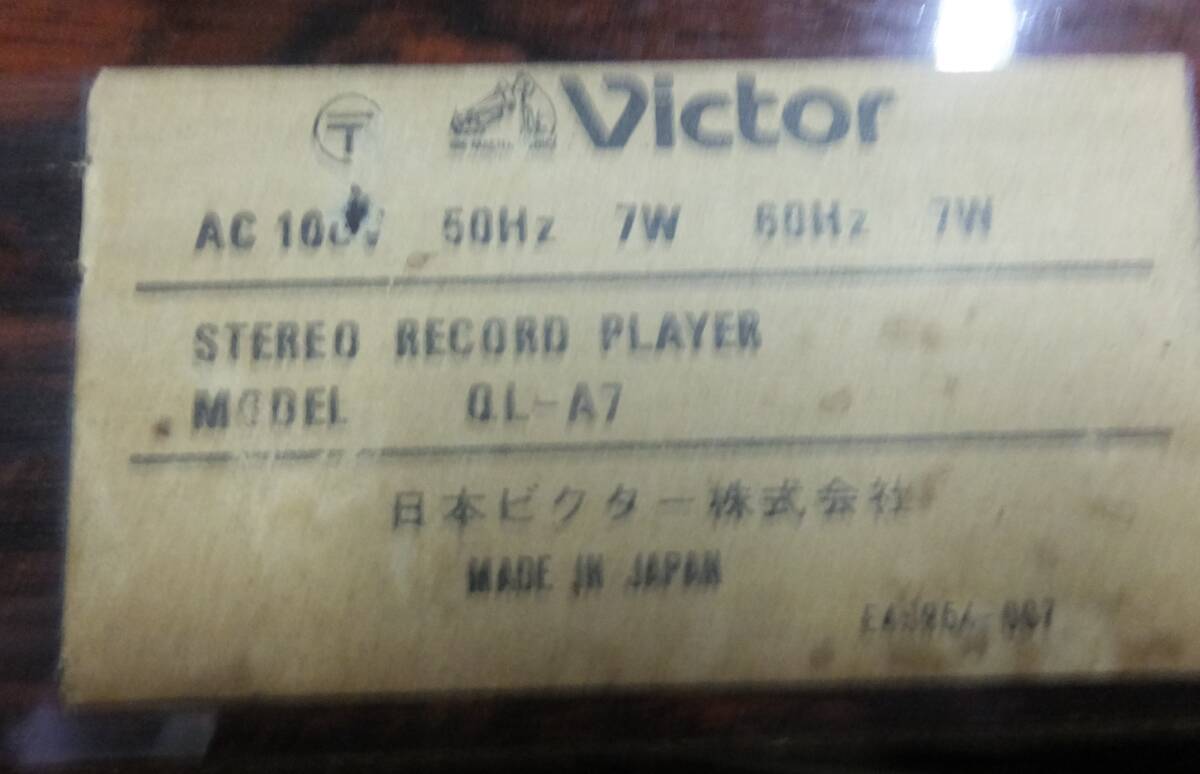 Victor
AC 100V 50Hz 7W 60Hz 7W
STEREO RECORD PLAYER
MODEL QL-A7
日本ビクター株式会社
MADE IN JAPAN